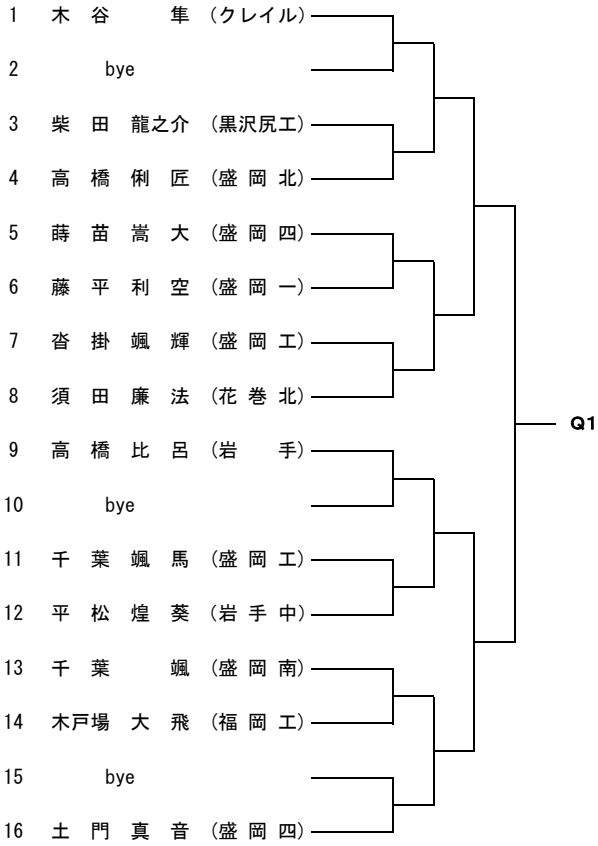 1 木谷 隼 (クレイル)
2 bye
3 柴田 龍之介 (黒沢尻工)
4 高橋俐匠 (盛岡北)
5 蒔苗嵩大 (盛岡四)
6 藤平利空 (盛岡一)
7 沓掛颯輝 (盛岡工)
8 須田廉法 (花巻北)
Q1
9 高橋比呂 (岩手)
10 bye
11 千葉颯馬 (盛岡工)
12 平松煌葵 (岩手中)
13 千葉 颯 (盛岡南)
14 木戸場大飛 (福岡工)
15 bye
16 土門真音 (盛岡四)